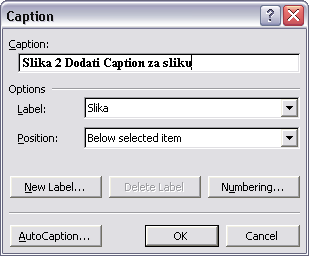 Caption
Caption:
Slika 2 Dodati Caption za sliku
Options
Label: Slika
Position: Below selected item
New Label... Delete Label Numbering...
AutoCaption... OK Cancel